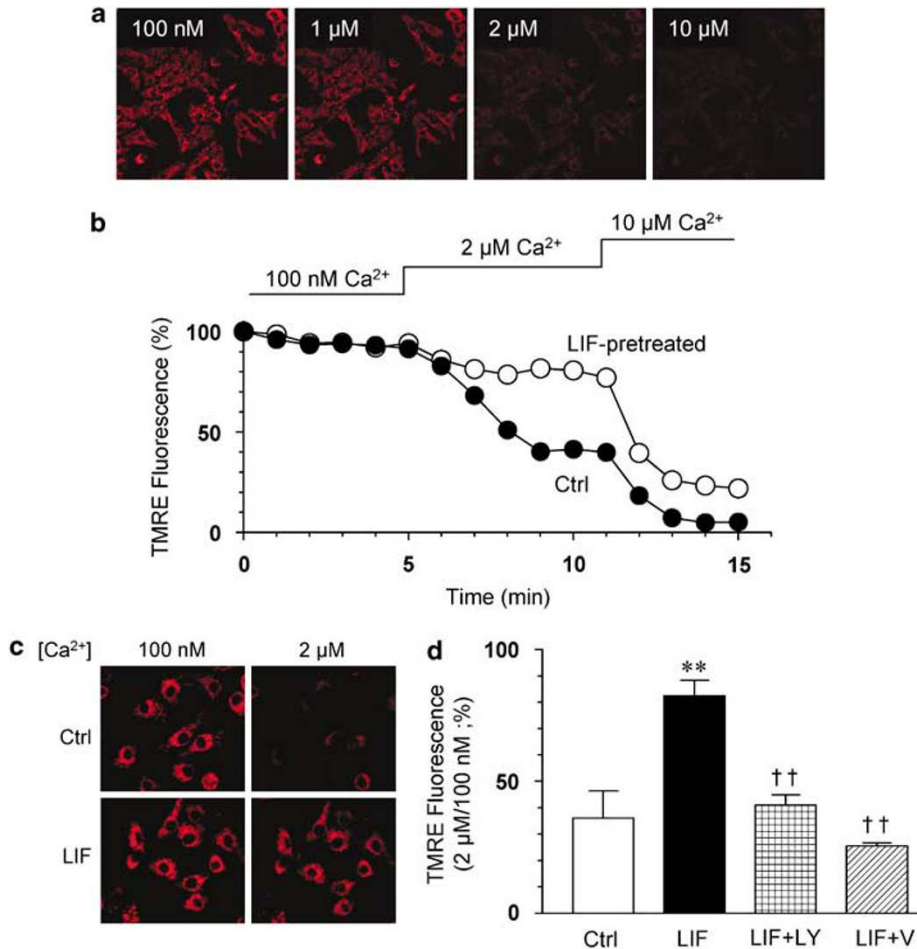 a
100 nM 1 µM 2 µM 10 µM
b
10 µM Ca²⁺
2 µM Ca²⁺
100 nM Ca²⁺
TMRE Fluorescence (%)
100
50
0
LIF-pretreated
Ctrl
0 5 10 15
Time (min)
c
[Ca²⁺] 100 nM 2 µM
Ctrl
LIF
d
TMRE Fluorescence
(2 µM/100 nM ;%)
100
50
0
**
††
††
Ctrl LIF LIF+LY LIF+V